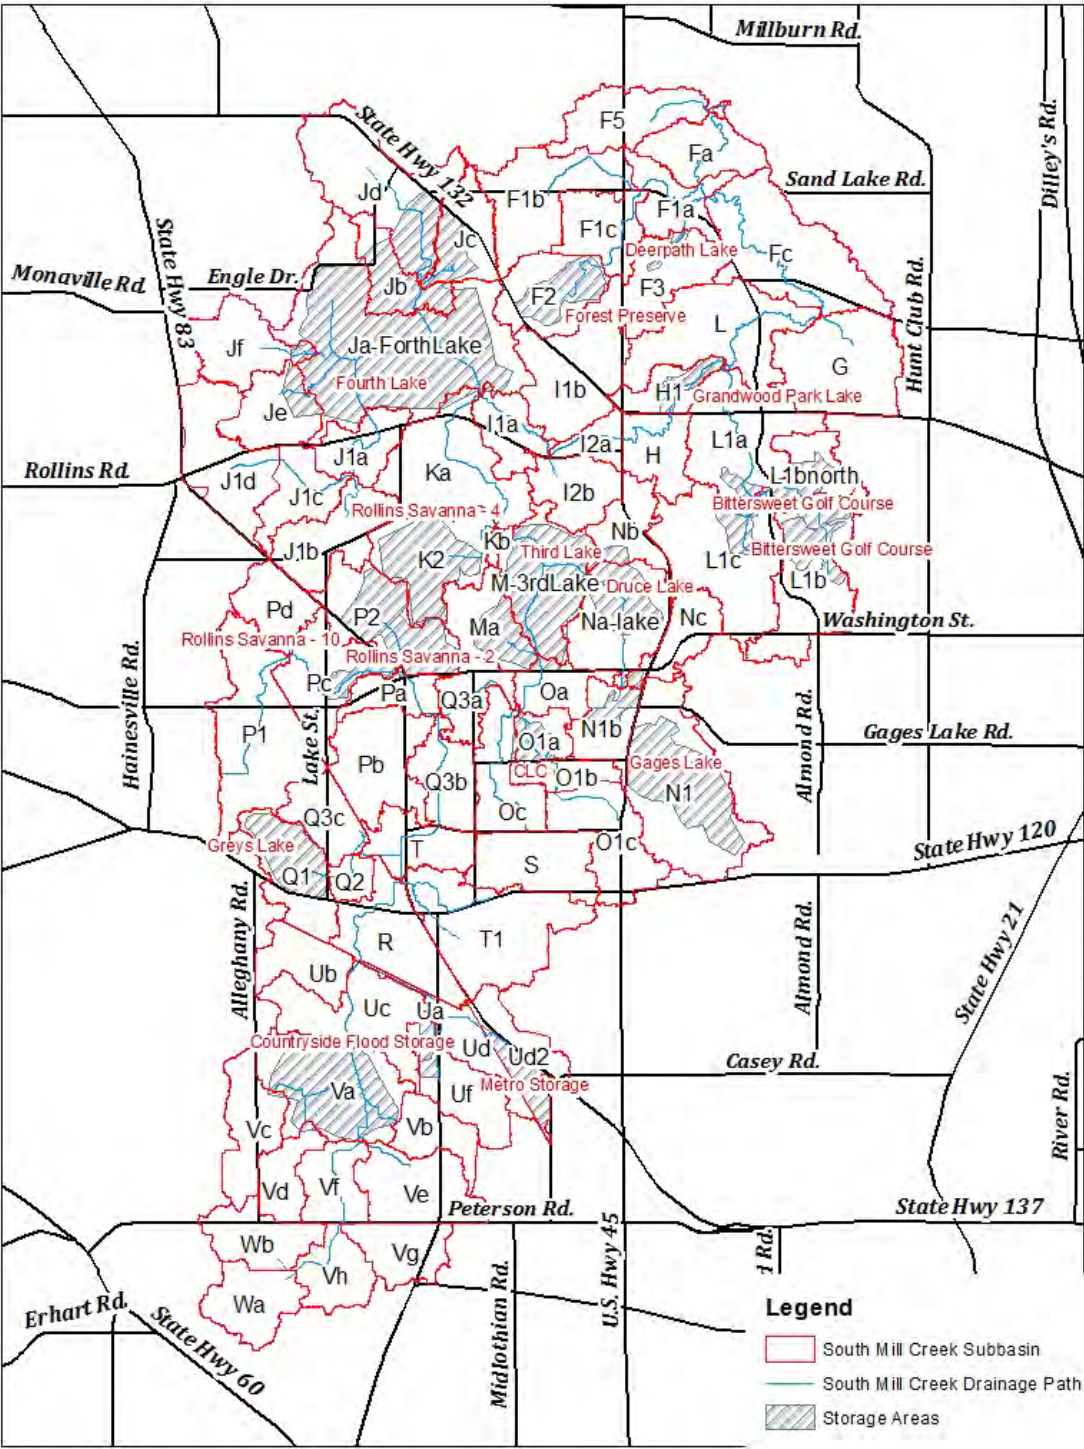 Millburn Rd.
F5
State Hwy 132
Dilley's Rd.
Fa
Sand Lake Rd.
Jd
F1b
F1a
F1c
Jc
Deerpath Lake
Fc
State Hwy 83
Monaville Rd.
Engle Dr.
Jb
F2
F3
Hunt Club Rd.
Forest Preserve
L
Jf
Ja-ForthLake
G
Fourth Lake
I1b
H1
Grandwood Park Lake
Je
I1a
I2a
L1a
J1a
H
Rollins Rd.
J1d
J1c
Ka
L1bnorth
I2b
Rollins Savanna - 4
Bittersweet Golf Course
Nb
J1b
Kb
Third Lake
Bittersweet Golf Course
K2
L1c
M-3rdLake
Druce Lake
L1b
Pd
P2
Ma
Na-lake
Nc
Washington St.
Rollins Savanna - 10
Rollins Savanna - 2
Hainesville Rd.
Pc
Pa
Q3a
Oa
Lake St.
P1
O1a
N1b
Almond Rd.
Gages Lake Rd.
Pb
Q3b
CLC
O1b
Gages Lake
N1
Q3c
Oc
Greys Lake
T
O1c
State Hwy 120
Q1
Q2
S
Alleghany Rd.
R
T1
Almond Rd.
State Hwy 21
Ub
Uc
Ua
Countryside Flood Storage
Ud
Ud2
Casey Rd.
Metro Storage
Va
Uf
River Rd.
Vc
Vb
Vd
Vf
Ve
Peterson Rd.
State Hwy 137
Wb
Vg
U.S. Hwy 45
Vh
Midlothian Rd.
Wa
Erhart Rd.
State Hwy 60
Legend
South Mill Creek Subbasin
South Mill Creek Drainage Path
Storage Areas